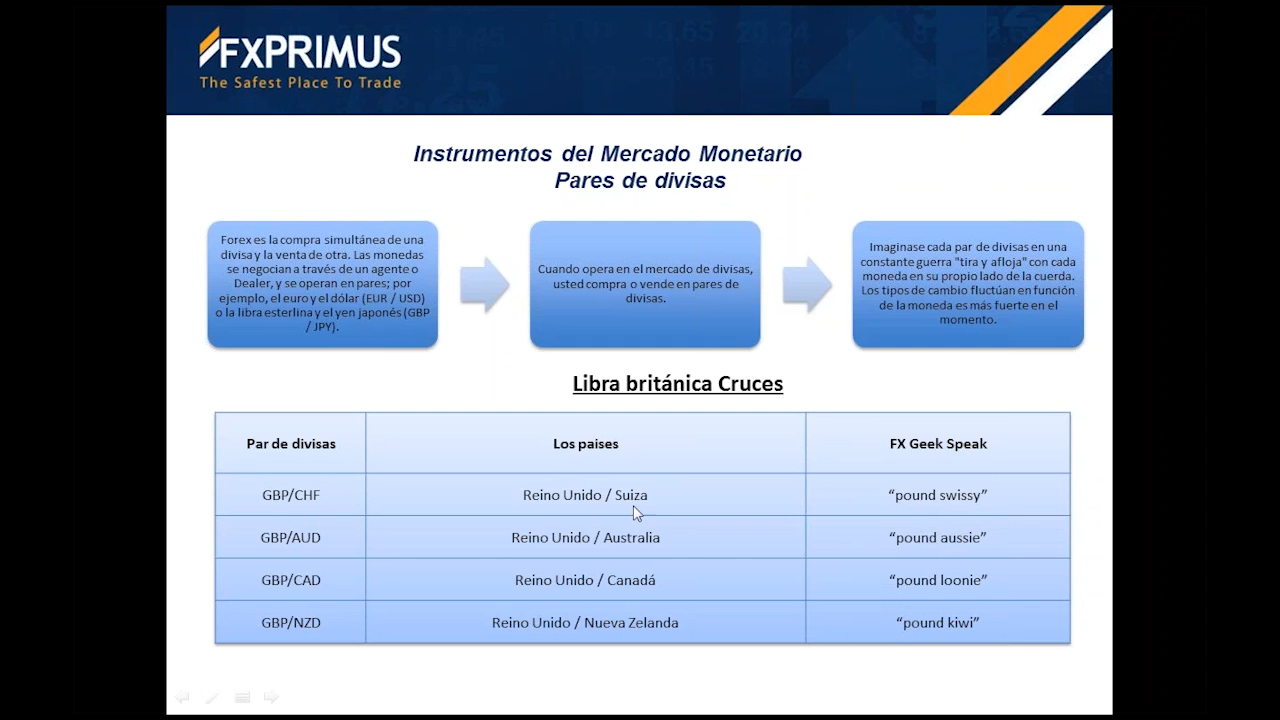 FXPRIMUS
The Safest Place To Trade
Instrumentos del Mercado Monetario
Pares de divisas
Forex es la compra simultánea de una
divisa y la venta de otra. Las monedas
se negocian a través de un agente o
Dealer, y se operan en pares; por
ejemplo, el euro y el dólar (EUR / USD)
o la libra esterlina y el yen japonés (GBP
/ JPY).
Cuando opera en el mercado de divisas,
usted compra o vende en pares de
divisas.
Imaginase cada par de divisas en una
constante guerra "tira y afloja" con cada
moneda en su propio lado de la cuerda.
Los tipos de cambio fluctúan en función
de la moneda es más fuerte en el
momento.
Libra británica Cruces
Par de divisas Los paises FX Geek Speak
GBP/CHF Reino Unido / Suiza “pound swissy”
GBP/AUD Reino Unido / Australia “pound aussie”
GBP/CAD Reino Unido / Canadá “pound loonie”
GBP/NZD Reino Unido / Nueva Zelanda “pound kiwi”